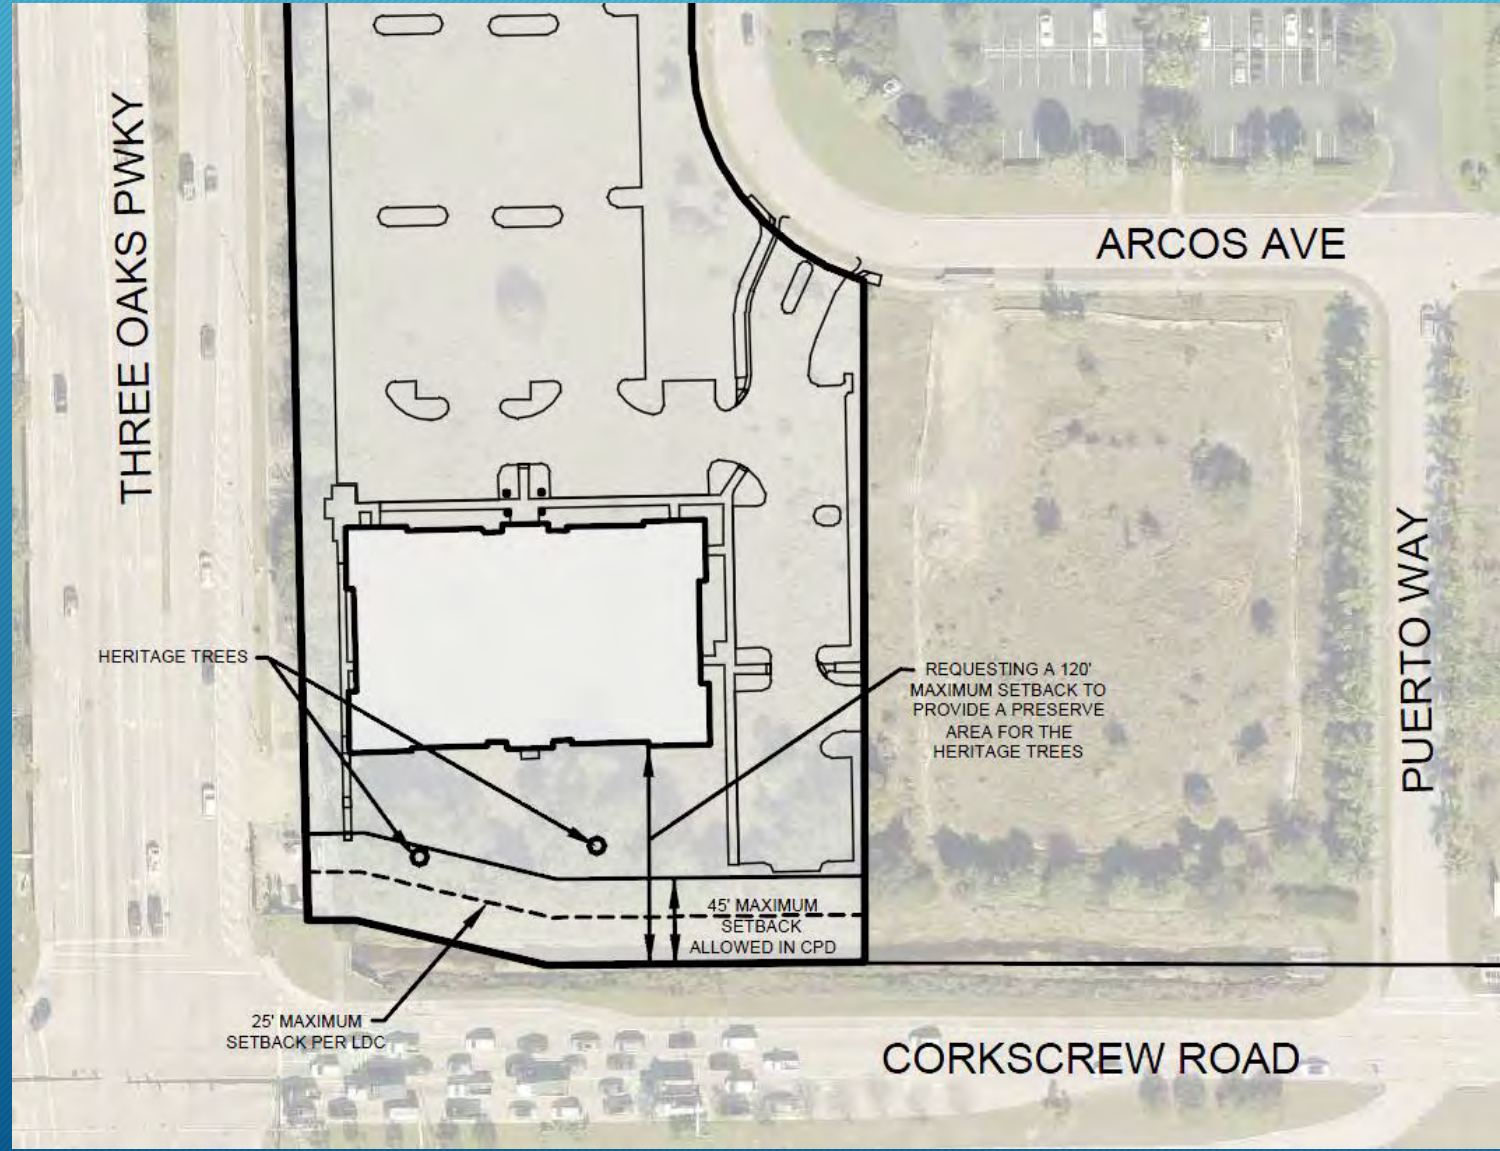 THREE OAKS PWKY
ARCOS AVE
PUERTO WAY
HERITAGE TREES
REQUESTING A 120'
MAXIMUM SETBACK TO
PROVIDE A PRESERVE
AREA FOR THE
HERITAGE TREES
45' MAXIMUM
SETBACK
ALLOWED IN CPD
25' MAXIMUM
SETBACK PER LDC
CORKSCREW ROAD